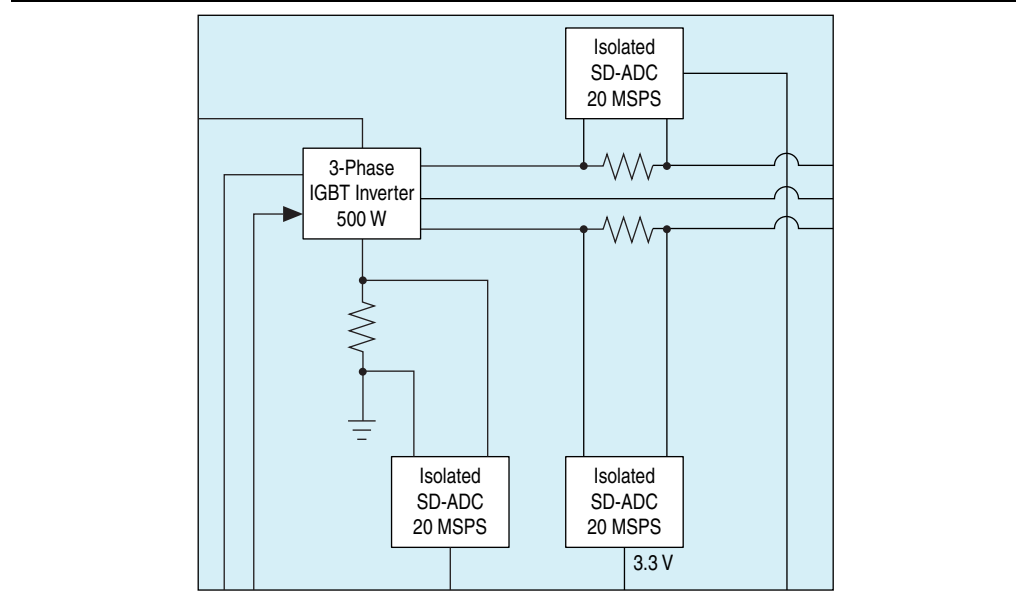 Isolated
SD-ADC
20 MSPS
3-Phase
IGBT Inverter
500 W
Isolated
SD-ADC
20 MSPS
Isolated
SD-ADC
20 MSPS
3.3 V